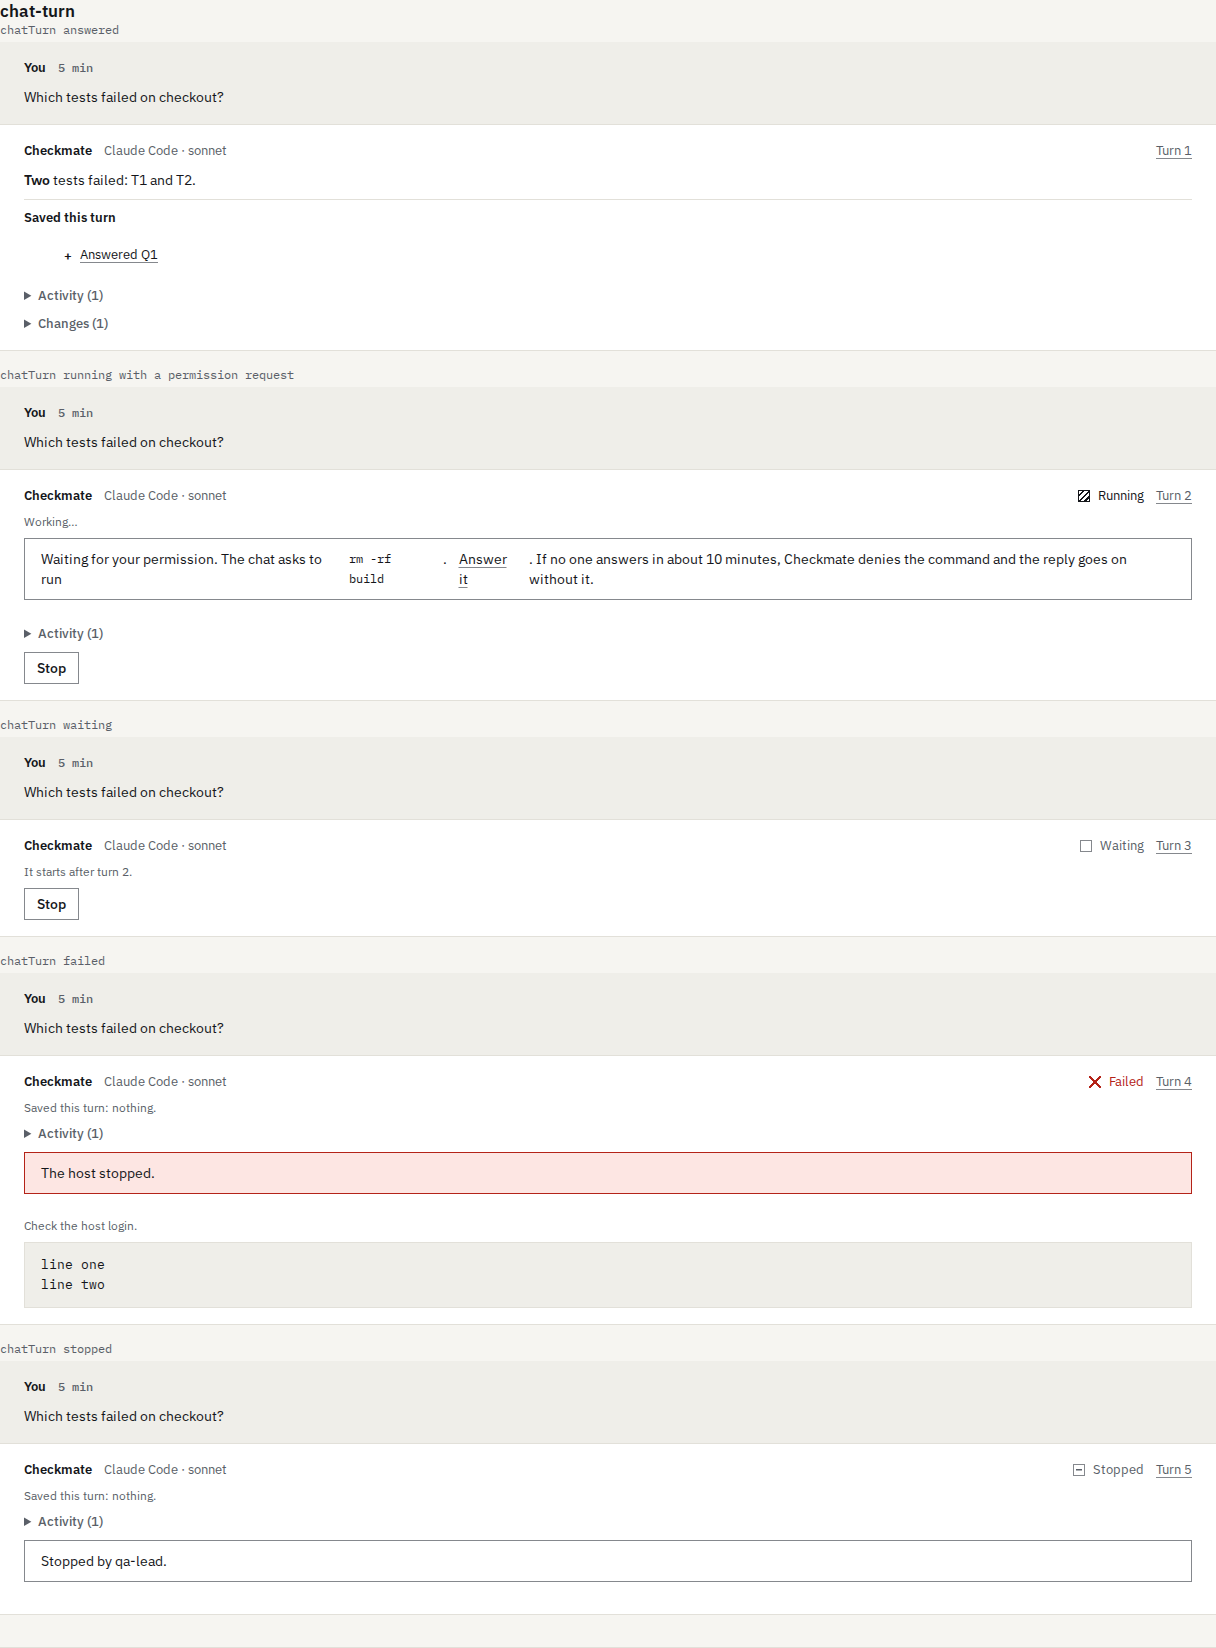 chat-turn
chatTurn answered
You 5 min
Which tests failed on checkout?
Checkmate Claude Code · sonnet Turn 1
Two tests failed: T1 and T2.
Saved this turn
+ Answered Q1
Activity (1)
Changes (1)
chatTurn running with a permission request
You 5 min
Which tests failed on checkout?
Checkmate Claude Code · sonnet Running Turn 2
Working…
Waiting for your permission. The chat asks to run rm -rf build . Answer it . If no one answers in about 10 minutes, Checkmate denies the command and the reply goes on without it.
Activity (1)
Stop
chatTurn waiting
You 5 min
Which tests failed on checkout?
Checkmate Claude Code · sonnet Waiting Turn 3
It starts after turn 2.
Stop
chatTurn failed
You 5 min
Which tests failed on checkout?
Checkmate Claude Code · sonnet Failed Turn 4
Saved this turn: nothing.
Activity (1)
The host stopped.
Check the host login.
line one
line two
chatTurn stopped
You 5 min
Which tests failed on checkout?
Checkmate Claude Code · sonnet Stopped Turn 5
Saved this turn: nothing.
Activity (1)
Stopped by qa-lead.